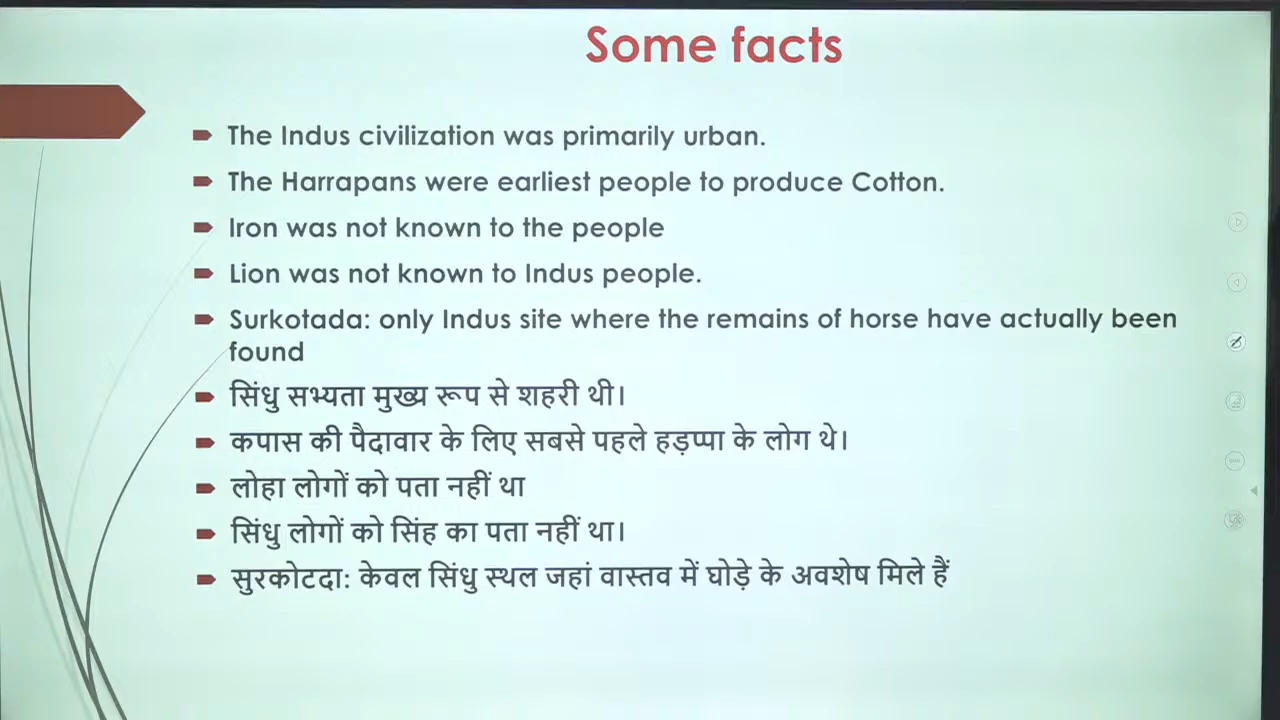 Some facts
The Indus civilization was primarily urban.
The Harrapans were earliest people to produce Cotton.
Iron was not known to the people
Lion was not known to Indus people.
Surkotada: only Indus site where the remains of horse have actually been
found
सिंधु सभ्यता मुख्य रूप से शहरी थी।
कपास की पैदावार के लिए सबसे पहले हड़प्पा के लोग थे।
लोहा लोगों को पता नहीं था
सिंधु लोगों को सिंह का पता नहीं था।
सुरकोटदा: केवल सिंधु स्थल जहां वास्तव में घोड़े के अवशेष मिले हैं